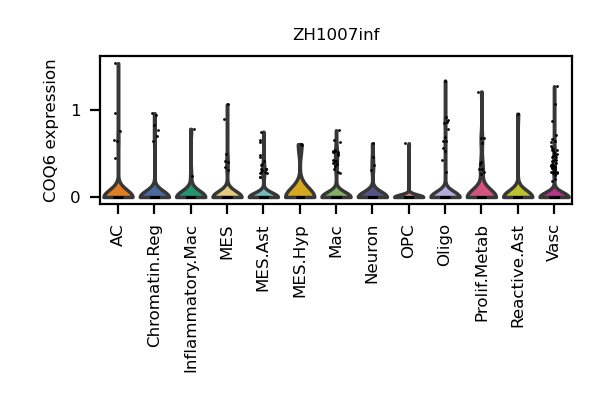 ZH1007inf
COQ6 expression
1
0
AC
Chromatin.Reg
Inflammatory.Mac
MES
MES.Ast
MES.Hyp
Mac
Neuron
OPC
Oligo
Prolif.Metab
Reactive.Ast
Vasc